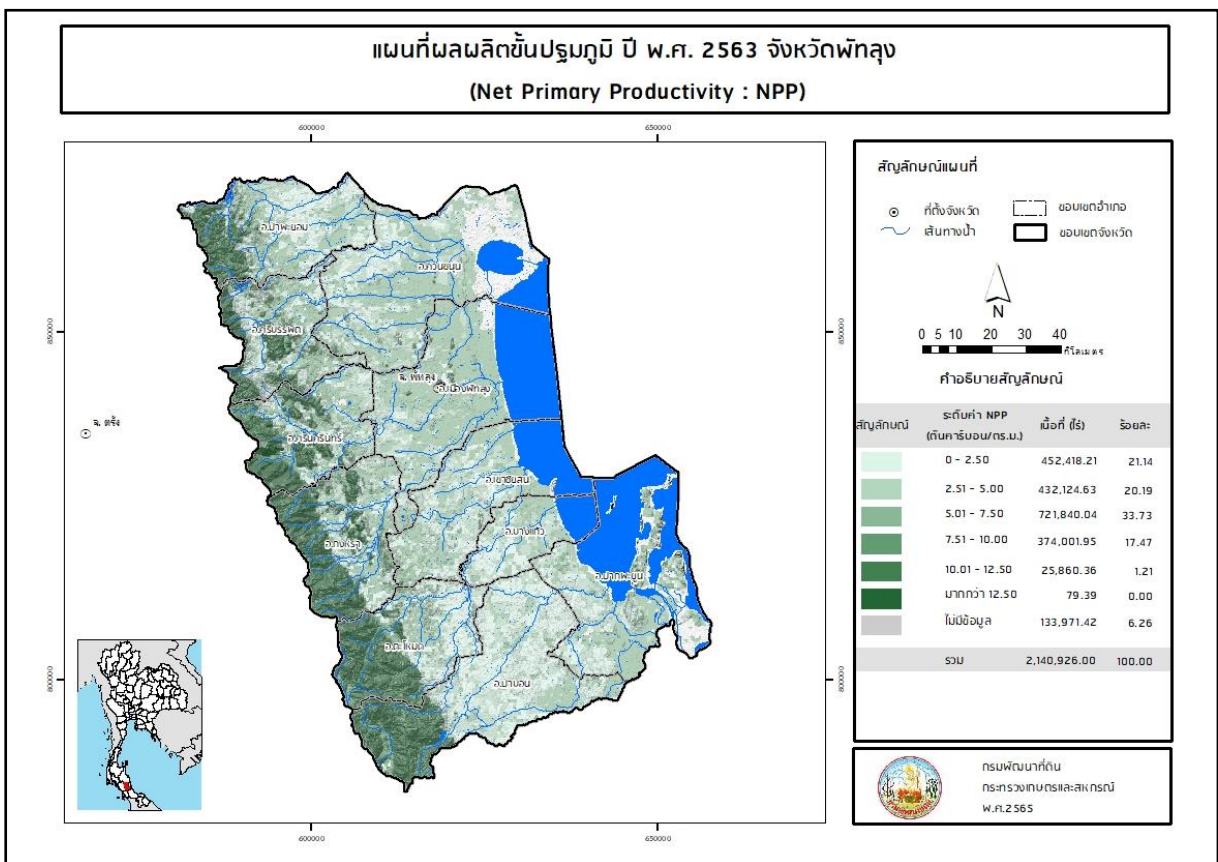 แผนที่ผลผลิตขั้นปฐมภูมิ ปี พ.ศ. 2563 จังหวัดพัทลุง
(Net Primary Productivity : NPP)
600000
650000
850000
850000
800000
800000
600000
650000
อ.ป่าพะยอม
อ.ควนขนุน
อ.ศรีบรรพต
จ. พัทลุง
อ.เมืองพัทลุง
จ. ตรัง
อ.ศรีนครินทร์
อ.เขาชัยสน
อ.บางแก้ว
อ.กงหรา
อ.ปากพะยูน
อ.ตะโหมด
อ.ป่าบอน
สัญลักษณ์แผนที่
ที่ตั้งจังหวัด
ขอบเขตอำเภอ
เส้นทางน้ำ
ขอบเขตจังหวัด
N
0 5 10 20 30 40
กิโลเมตร
คำอธิบายสัญลักษณ์
สัญลักษณ์ ระดับค่า NPP (ตันคาร์บอน/ตร.ม.) เนื้อที่ (ไร่) ร้อยละ
0 - 2.50 452,418.21 21.14
2.51 - 5.00 432,124.63 20.19
5.01 - 7.50 721,840.04 33.73
7.51 - 10.00 374,001.95 17.47
10.01 - 12.50 25,860.36 1.21
มากกว่า 12.50 79.39 0.00
ไม่มีข้อมูล 133,971.42 6.26
รวม 2,140,926.00 100.00
กรมพัฒนาที่ดิน
กระทรวงเกษตรและสหกรณ์
พ.ศ.2565